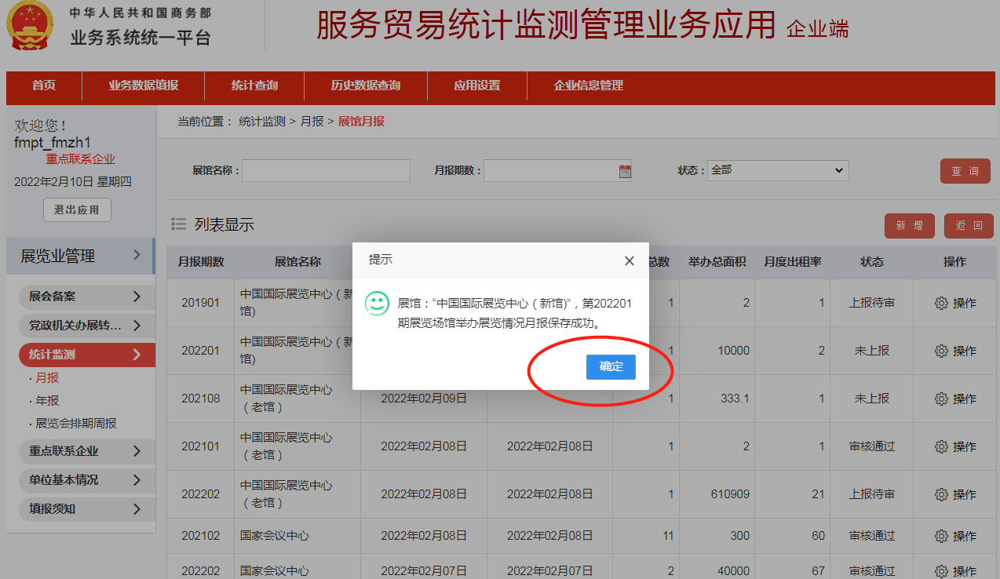 中华人民共和国商务部
业务系统统一平台
服务贸易统计监测管理业务应用 企业端
首页 业务数据填报 统计查询 历史数据查询 应用设置 企业信息管理
欢迎您！
fmpt_fmzh1
重点联系企业
2022年2月10日 星期四
退出应用
展览业管理
展会备案
党政机关办展转...
统计监测
· 月报
· 年报
· 展览会排期周报
重点联系企业
单位基本情况
填报须知
当前位置： 统计监测 > 月报 > 展馆月报
展馆名称： 月报期数： 状态： 全部 查 询
列表显示 新 增 返 回
月报期数 展馆名称 总数 举办总面积 月度出租率 状态 操作
201901 中国国际展览中心（新
馆) 1 2 1 上报待审 操作
202201 中国国际展览中心（新
馆) 1 10000 2 未上报 操作
202108 中国国际展览中心
（老馆） 2022年02月09日 1 333.1 1 未上报 操作
202101 中国国际展览中心
（老馆） 2022年02月08日 2022年02月08日 1 2 1 审核通过 操作
202202 中国国际展览中心
（老馆） 2022年02月08日 2022年02月08日 1 610909 21 上报待审 操作
202102 国家会议中心 2022年02月08日 2022年02月08日 11 300 60 审核通过 操作
202202 国家会议中心 2022年02月07日 2022年02月07日 2 40000 67 审核通过 操作
提示
展馆：“中国国际展览中心（新馆)”，第202201
期展览场馆举办展览情况月报保存成功。
确定